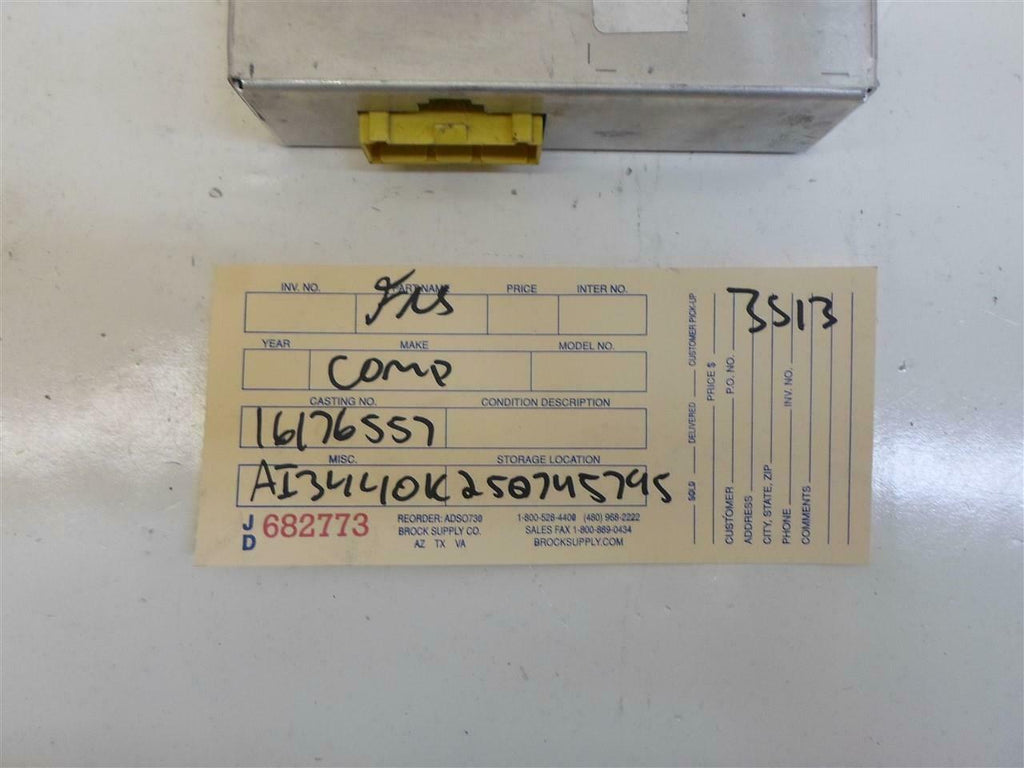 INV. NO. PART NAME PRICE INTER NO.
YEAR MAKE MODEL NO.
COMP
CASTING NO. CONDITION DESCRIPTION
16176557
MISC. STORAGE LOCATION
AI3440K250745795
JD 682773
REORDER: ADSO730
BROCK SUPPLY CO.
AZ TX VA
1-800-528-4400 (480) 968-2222
SALES FAX 1-800-889-0434
BROCKSUPPLY.COM
SOLD DELIVERED CUSTOMER PICK-UP
PRICE $
CUSTOMER P.O. NO.
ADDRESS
CITY, STATE, ZIP
PHONE INV. NO.
COMMENTS
3513